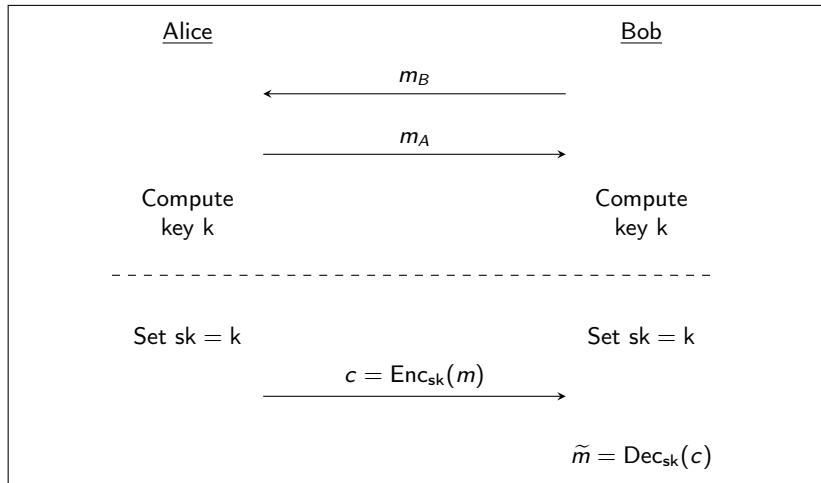 Alice Bob
m_B
m_A
Compute Compute
key k key k
Set sk = k Set sk = k
c = Enc_sk(m)
m̃ = Dec_sk(c)